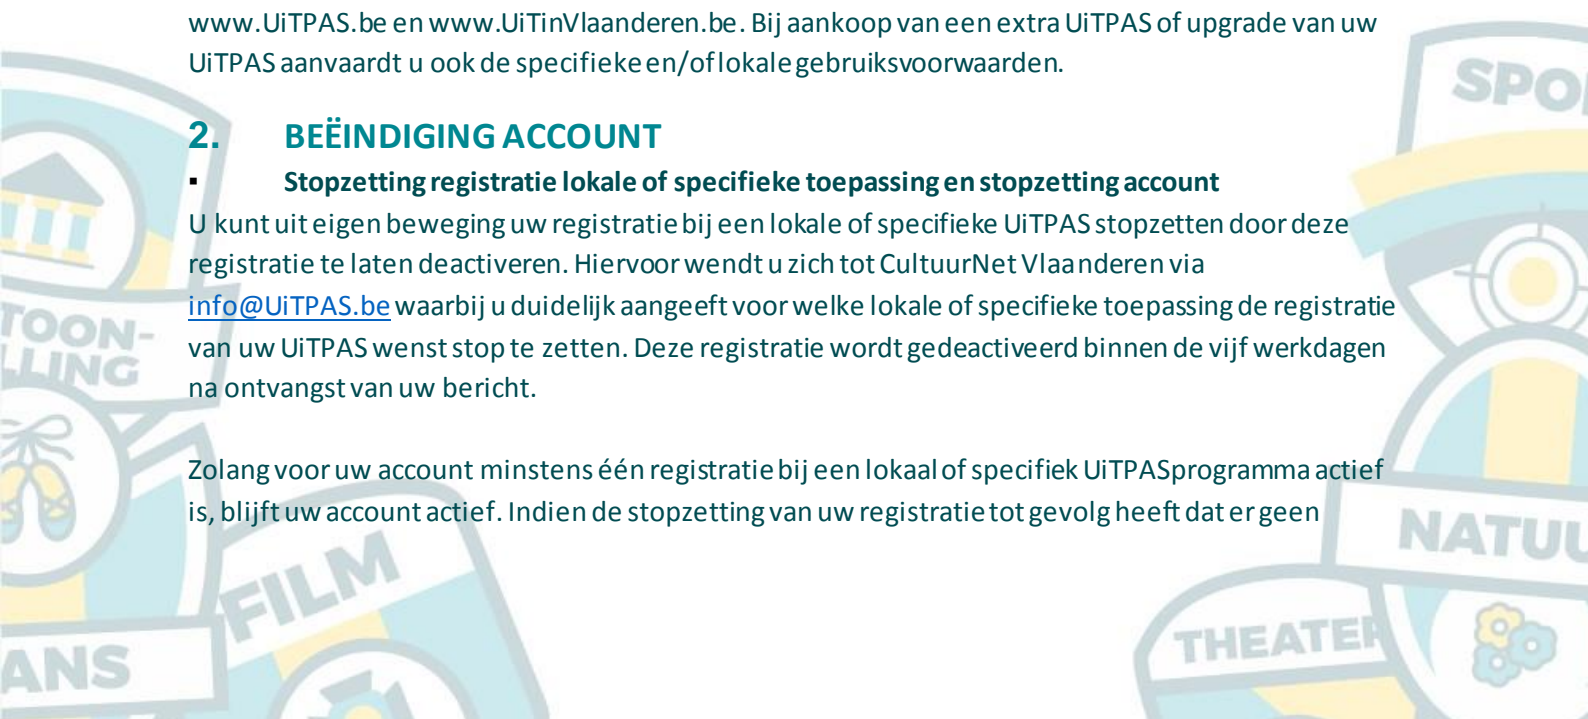 www.UiTPAS.be en www.UiTinVlaanderen.be. Bij aankoop van een extra UiTPAS of upgrade van uw
UiTPAS aanvaardt u ook de specifieke en/of lokale gebruiksvoorwaarden.
2. BEËINDIGING ACCOUNT
▪ Stopzetting registratie lokale of specifieke toepassing en stopzetting account
U kunt uit eigen beweging uw registratie bij een lokale of specifieke UiTPAS stopzetten door deze
registratie te laten deactiveren. Hiervoor wendt u zich tot CultuurNet Vlaanderen via
info@UiTPAS.be waarbij u duidelijk aangeeft voor welke lokale of specifieke toepassing de registratie
van uw UiTPAS wenst stop te zetten. Deze registratie wordt gedeactiveerd binnen de vijf werkdagen
na ontvangst van uw bericht.
Zolang voor uw account minstens één registratie bij een lokaal of specifiek UiTPASprogramma actief
is, blijft uw account actief. Indien de stopzetting van uw registratie tot gevolg heeft dat er geen
SPO
TOON-
LLING
NATUU
FILM
THEATER
ANS